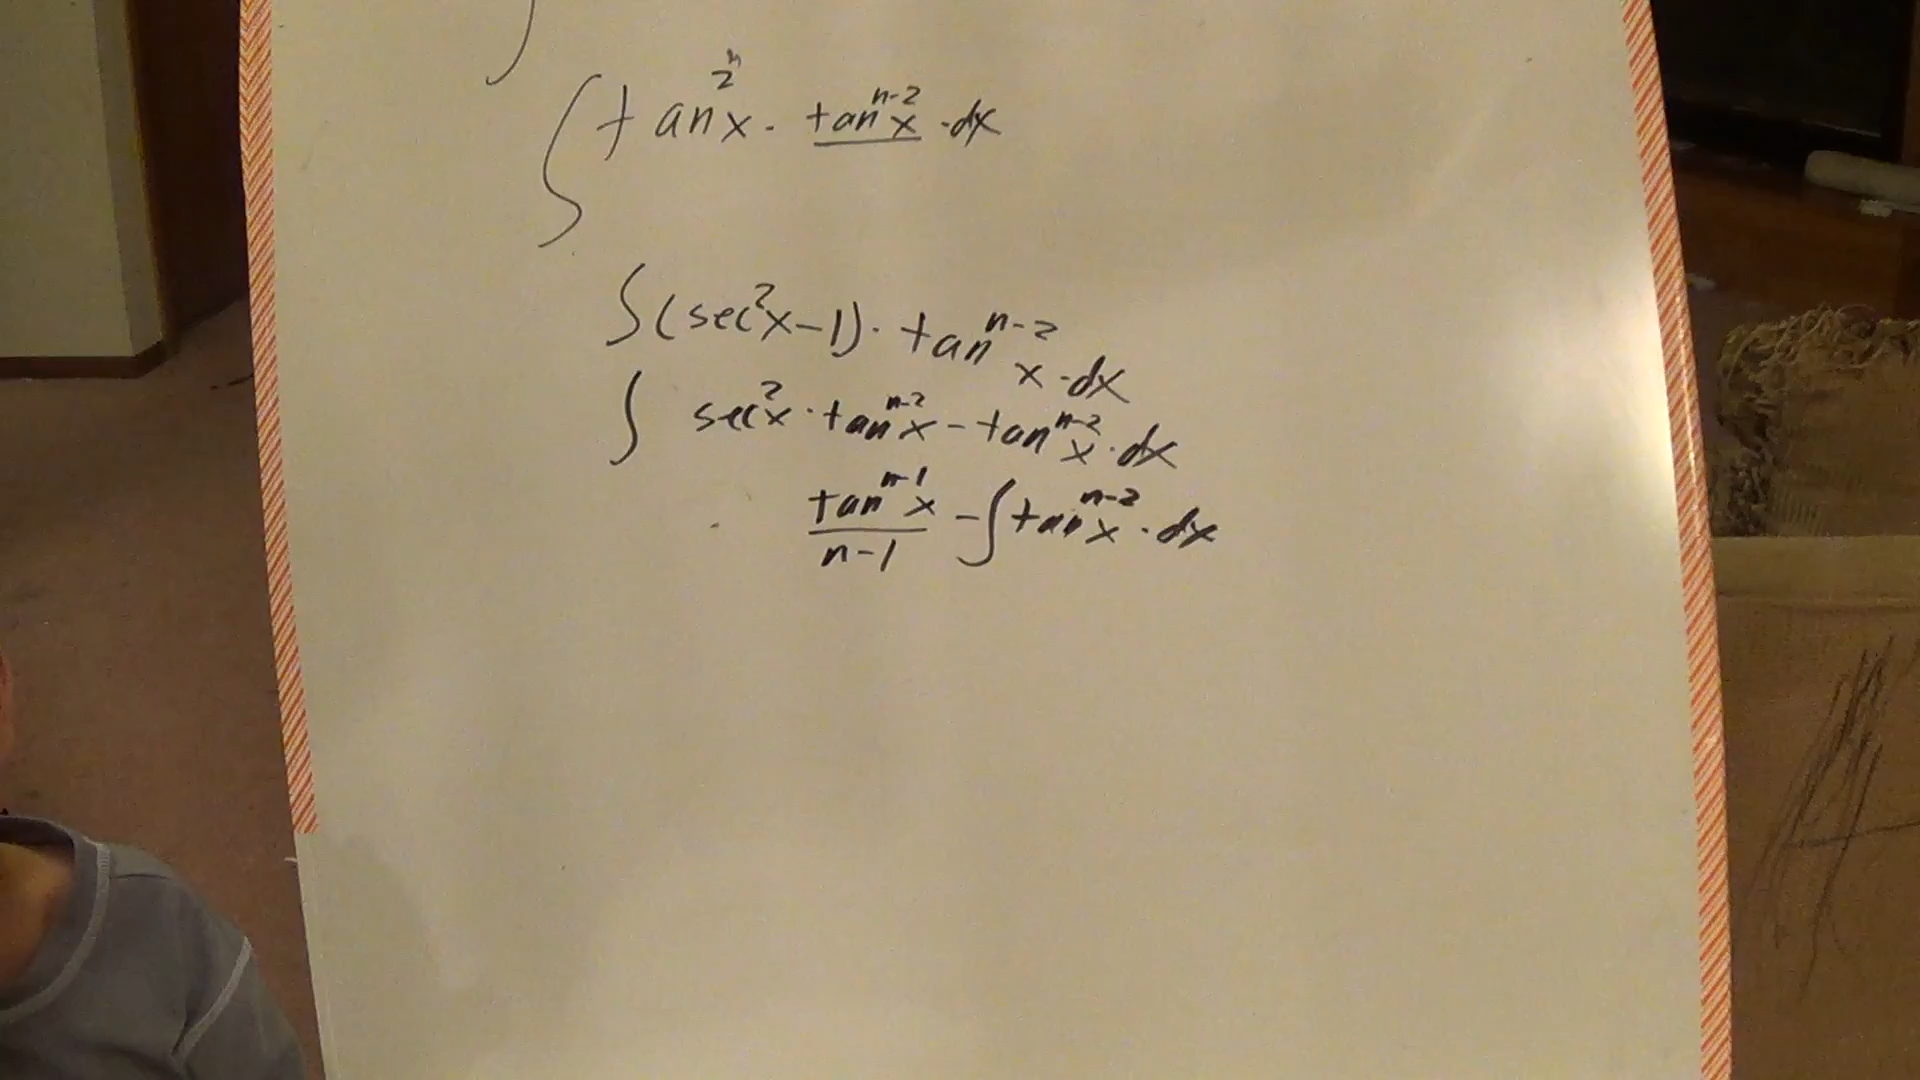 ∫ tan²x · tanⁿ⁻²x · dx
∫(sec²x-1) · tanⁿ⁻²x · dx
∫ sec²x · tanⁿ⁻²x - tanⁿ⁻²x · dx
tanⁿ⁻¹x/n-1 - ∫tanⁿ⁻²x · dx